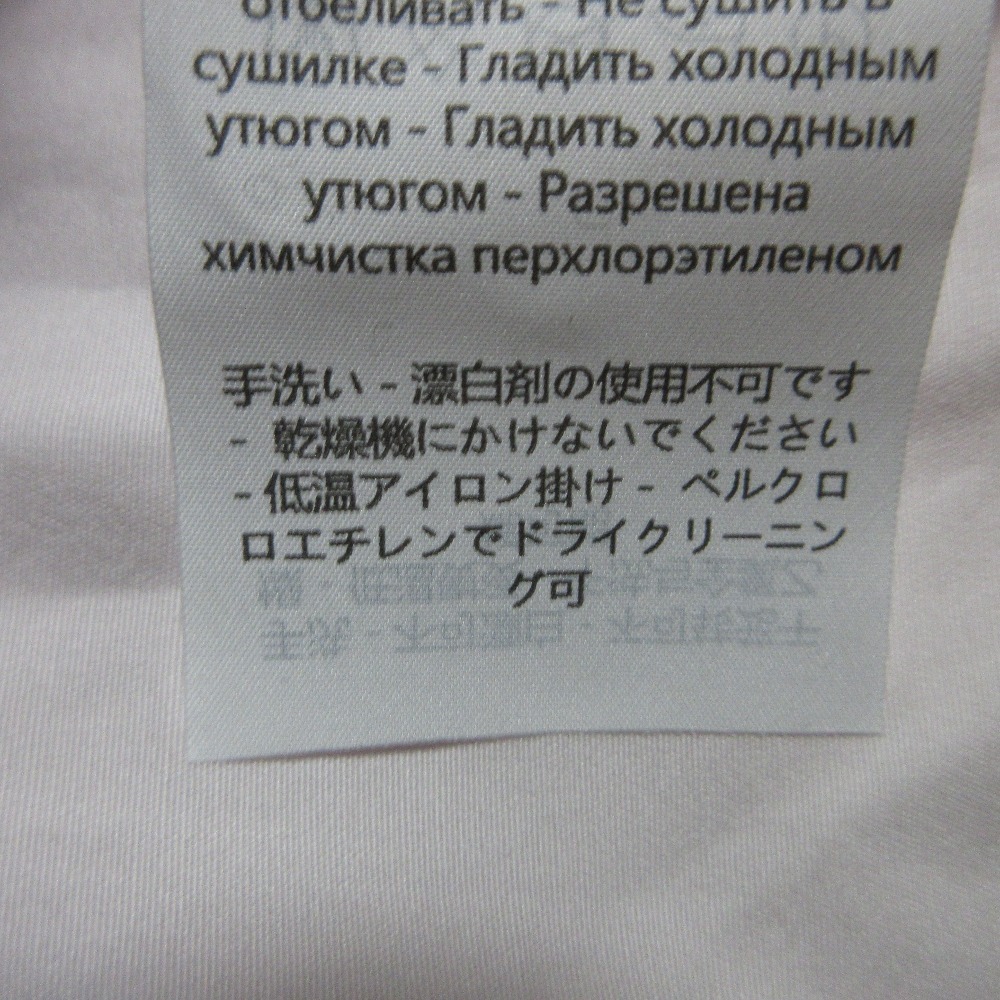 отбеливать - Не сушить в
сушилке - Гладить холодным
утюгом - Гладить холодным
утюгом - Разрешена
химчистка перхлорэтиленом
手洗い - 漂白剤の使用不可です
- 乾燥機にかけないでください
- 低温アイロン掛け - ペルクロ
ロエチレンでドライクリーニン
グ可